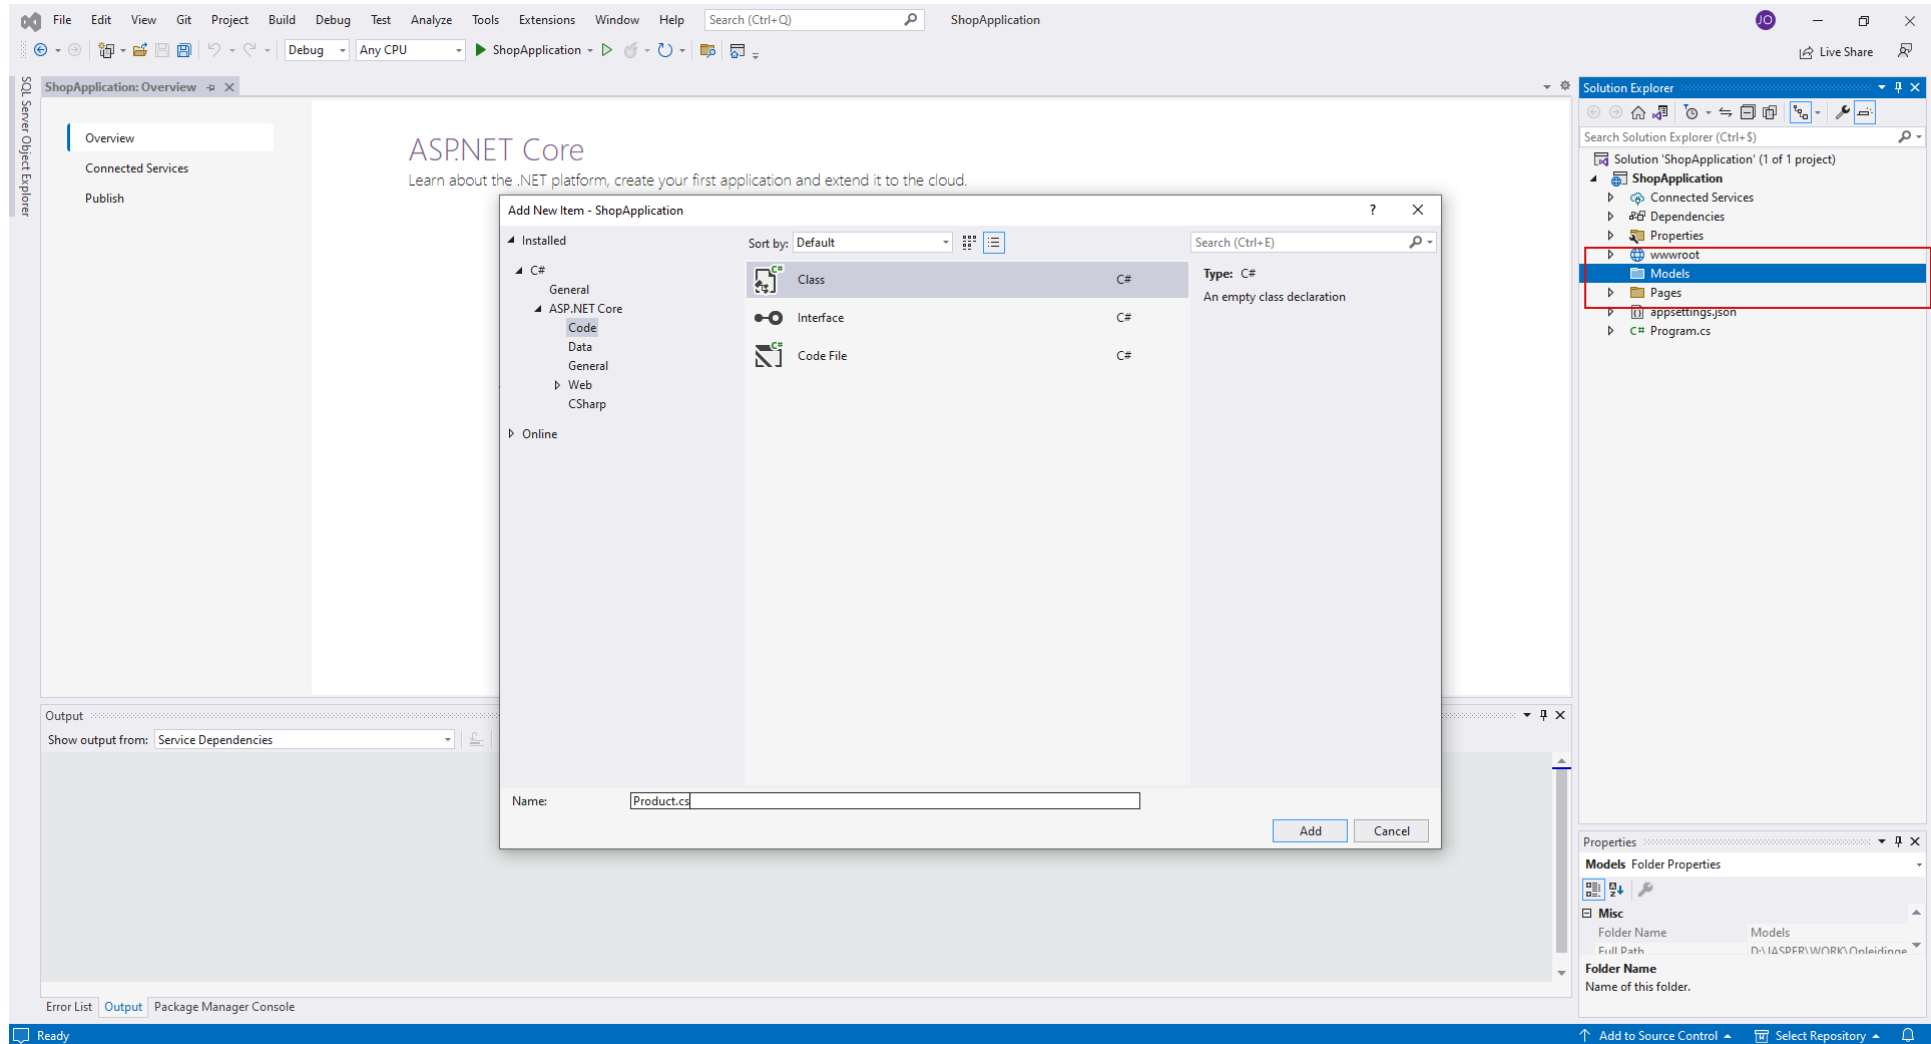 File Edit View Git Project Build Debug Test Analyze Tools Extensions Window Help Search (Ctrl+Q) ShopApplication JO
Debug Any CPU ShopApplication Live Share
SQL Server Object Explorer
ShopApplication: Overview
Overview
Connected Services
Publish
ASP.NET Core
Learn about the .NET platform, create your first application and extend it to the cloud.
Add New Item - ShopApplication ?
Installed
C#
General
ASP.NET Core
Code
Data
General
Web
CSharp
Online
Sort by: Default
Class C#
Interface C#
Code File C#
Search (Ctrl+E)
Type: C#
An empty class declaration
Name: Product.cs
Add Cancel
Output
Show output from: Service Dependencies
Error List Output Package Manager Console
Solution Explorer
Search Solution Explorer (Ctrl+$)
Solution 'ShopApplication' (1 of 1 project)
ShopApplication
Connected Services
Dependencies
Properties
wwwroot
Models
Pages
appsettings.json
C# Program.cs
Properties
Models Folder Properties
Misc
Folder Name Models
Full Path D:\JASPER\WORK\Opleidinge
Folder Name
Name of this folder.
Ready Add to Source Control Select Repository